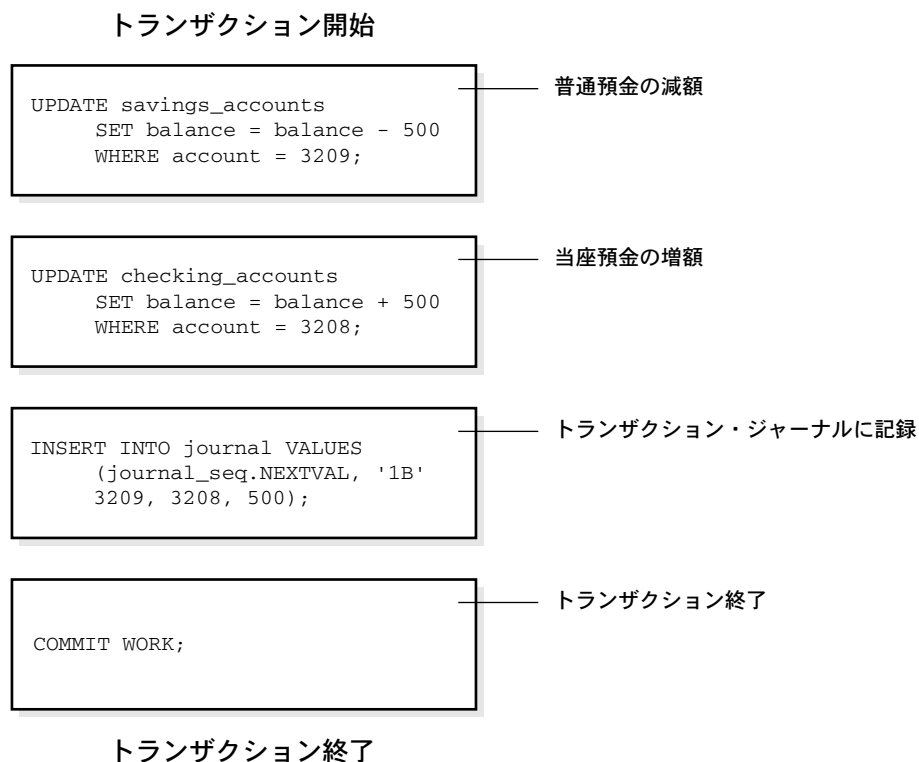 トランザクション開始
UPDATE savings_accounts
SET balance = balance - 500
WHERE account = 3209;
普通預金の減額
UPDATE checking_accounts
SET balance = balance + 500
WHERE account = 3208;
当座預金の増額
INSERT INTO journal VALUES
(journal_seq.NEXTVAL, '1B'
3209, 3208, 500);
トランザクション・ジャーナルに記録
COMMIT WORK;
トランザクション終了
トランザクション終了